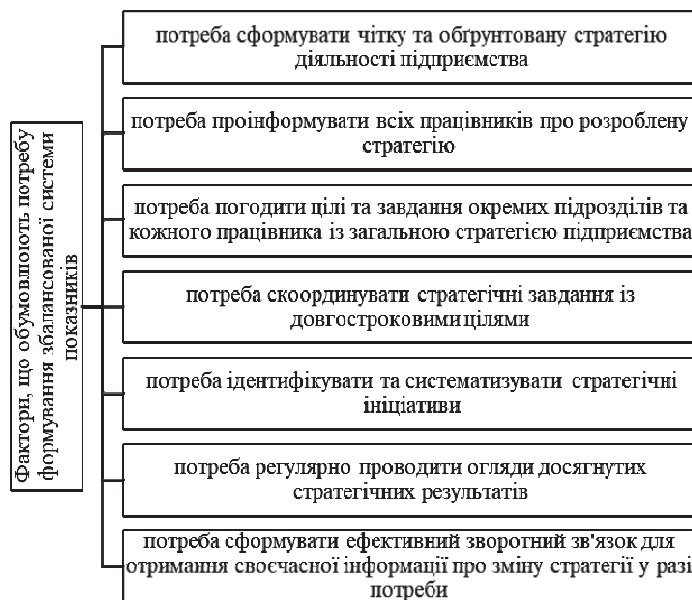 Фактори, що обумовлюють потребу
формування збалансованої системи
показників
потреба сформувати чітку та обґрунтовану стратегію
діяльності підприємства
потреба проінформувати всіх працівників про розроблену
стратегію
потреба погодити цілі та завдання окремих підрозділів та
кожного працівника із загальною стратегією підприємства
потреба скоординувати стратегічні завдання із
довгостроковими цілями
потреба ідентифікувати та систематизувати стратегічні
ініціативи
потреба регулярно проводити огляди досягнутих
стратегічних результатів
потреба сформувати ефективний зворотний зв'язок для
отримання своєчасної інформації про зміну стратегії у разі
потреби